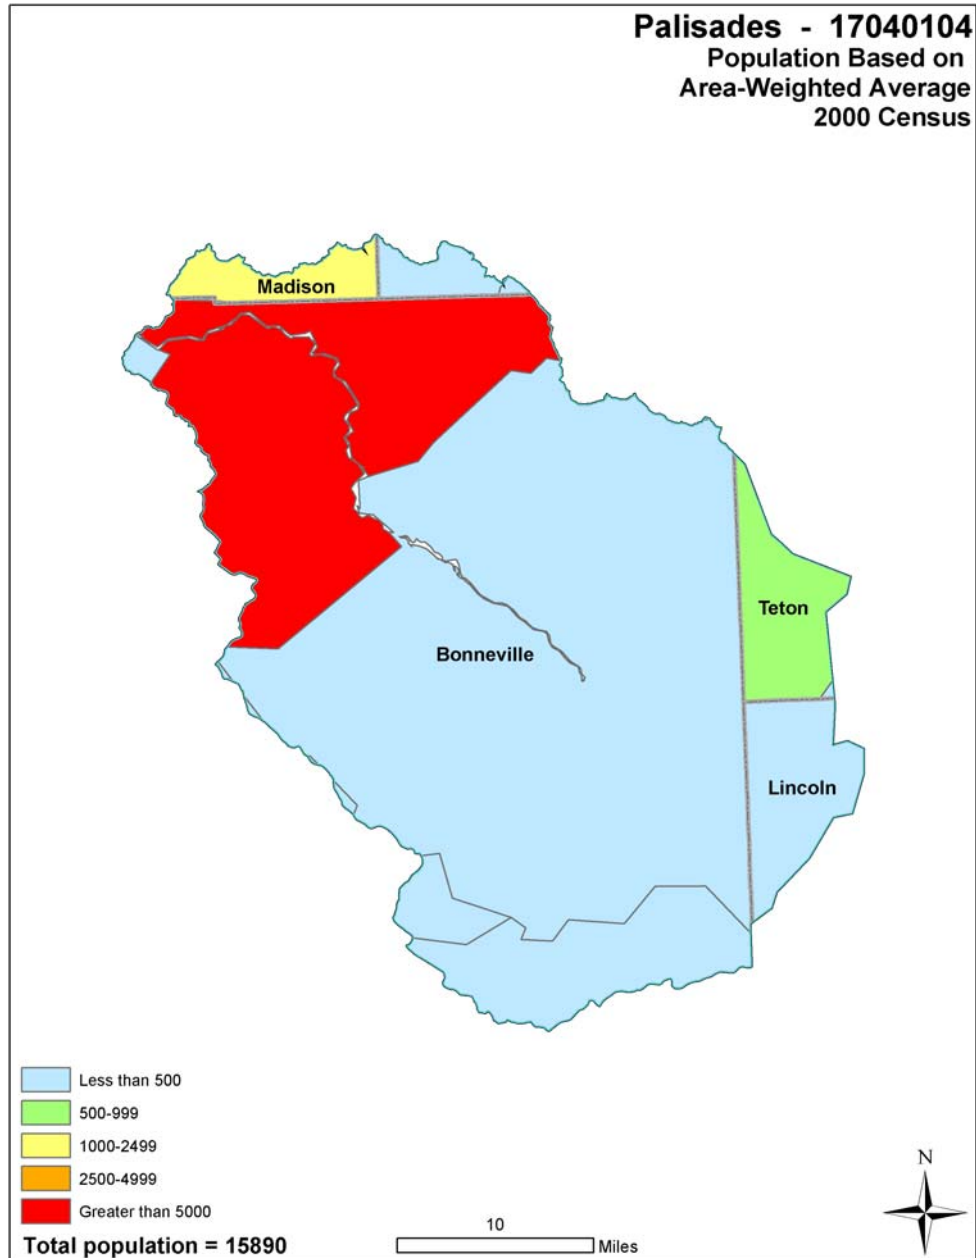 Palisades - 17040104
Population Based on
Area-Weighted Average
2000 Census
Madison
Teton
Bonneville
Lincoln
Less than 500
500-999
1000-2499
2500-4999
Greater than 5000
Total population = 15890
10
Miles
N